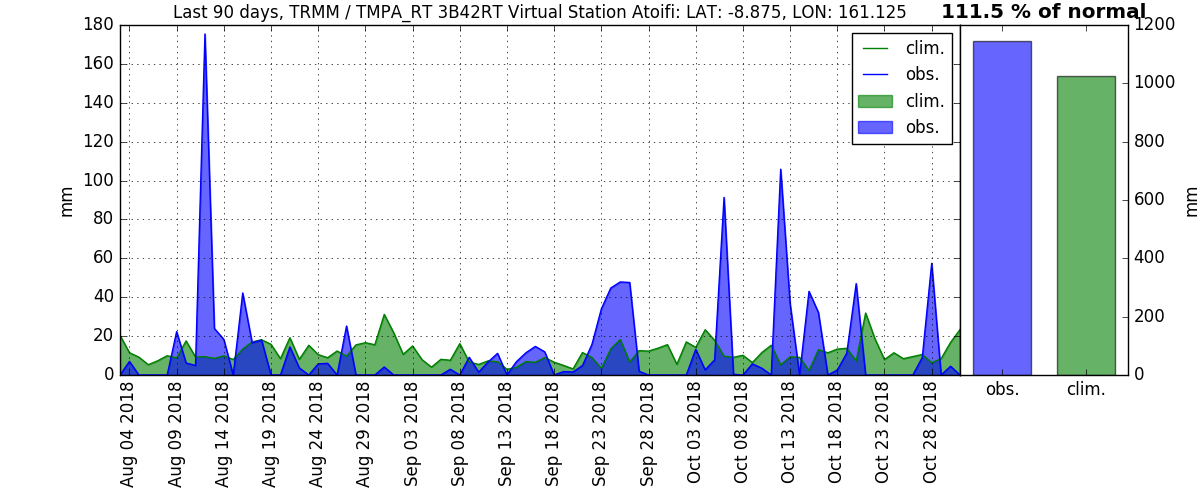 Last 90 days, TRMM / TMPA_RT 3B42RT Virtual Station Atoifi: LAT: -8.875, LON: 161.125
111.5 % of normal
180
160
140
120
100
80
60
40
20
0
mm
clim.
obs.
clim.
obs.
Aug 04 2018
Aug 09 2018
Aug 14 2018
Aug 19 2018
Aug 24 2018
Aug 29 2018
Sep 03 2018
Sep 08 2018
Sep 13 2018
Sep 18 2018
Sep 23 2018
Sep 28 2018
Oct 03 2018
Oct 08 2018
Oct 13 2018
Oct 18 2018
Oct 23 2018
Oct 28 2018
1200
1000
800
600
400
200
0
mm
obs.
clim.